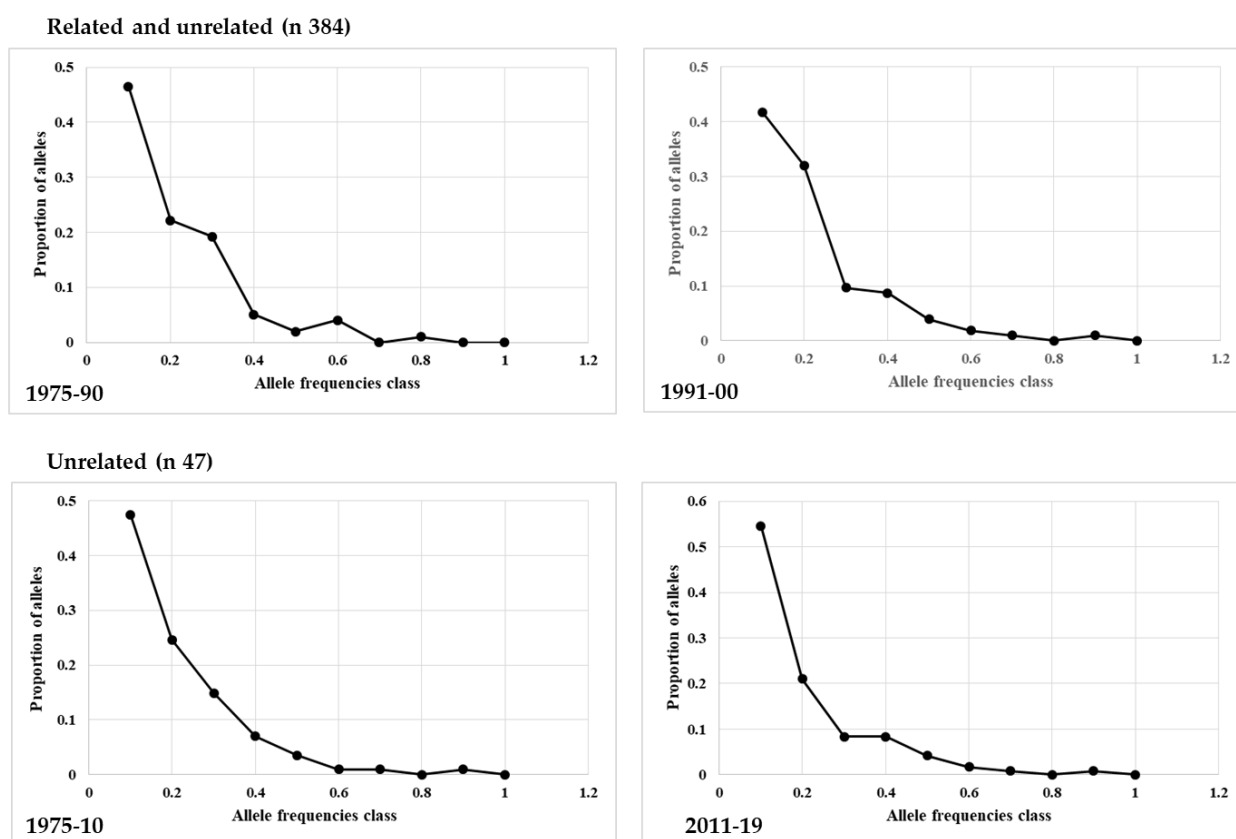 Related and unrelated (n 384)
0.5
0.4
0.3
0.2
0.1
0
0 0.2 0.4 0.6 0.8 1 1.2
Proportion of alleles
Allele frequencies class
1975-90
0.5
0.4
0.3
0.2
0.1
0
0 0.2 0.4 0.6 0.8 1 1.2
Proportion of alleles
Allele frequencies class
1991-00
Unrelated (n 47)
0.5
0.4
0.3
0.2
0.1
0
0 0.2 0.4 0.6 0.8 1 1.2
Proportion of alleles
Allele frequencies class
1975-10
0.6
0.5
0.4
0.3
0.2
0.1
0
0 0.2 0.4 0.6 0.8 1 1.2
Proportion of alleles
Allele frequencies class
2011-19